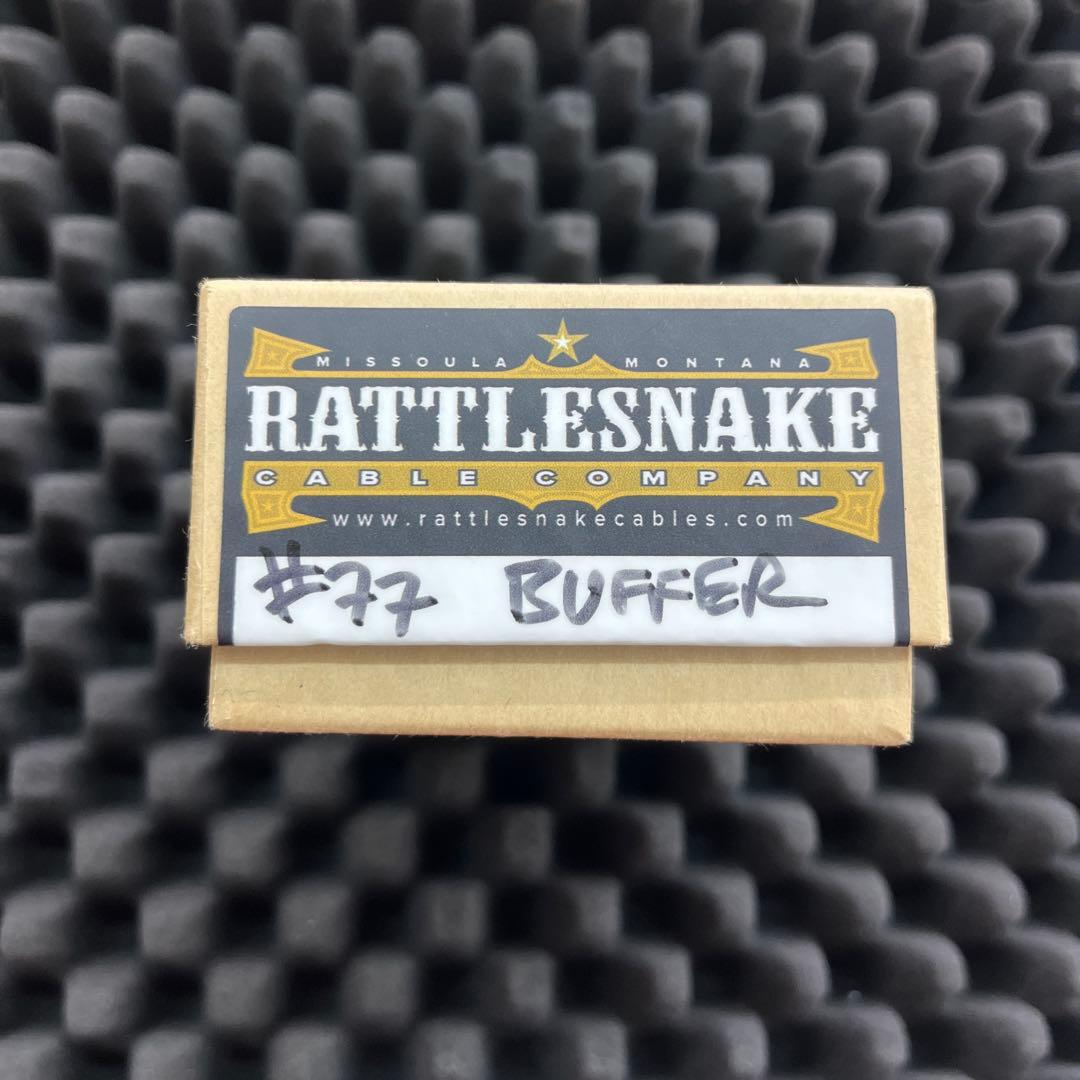 MISSOULA MONTANA
RATTLESNAKE
CABLE COMPANY
www.rattlesnakecables.com
#77 BUFFER